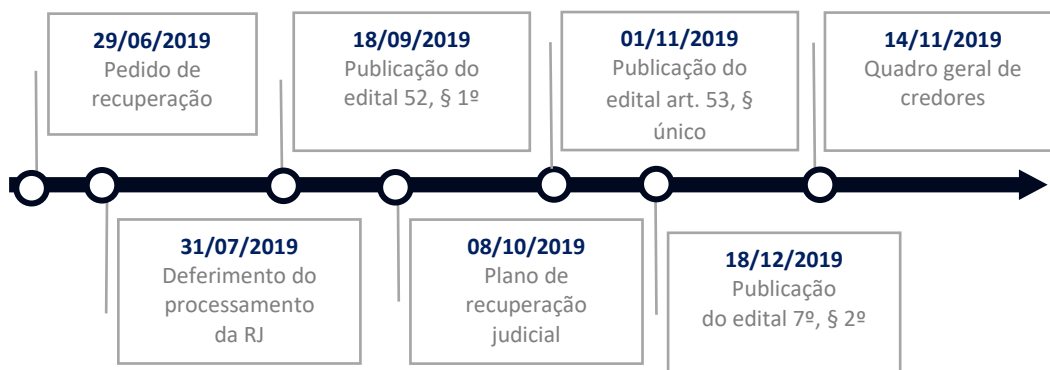 29/06/2019
Pedido de
recuperação
18/09/2019
Publicação do
edital 52, § 1º
01/11/2019
Publicação do
edital art. 53, §
único
14/11/2019
Quadro geral de
credores
31/07/2019
Deferimento do
processamento
da RJ
08/10/2019
Plano de
recuperação
judicial
18/12/2019
Publicação
do edital 7º, § 2º